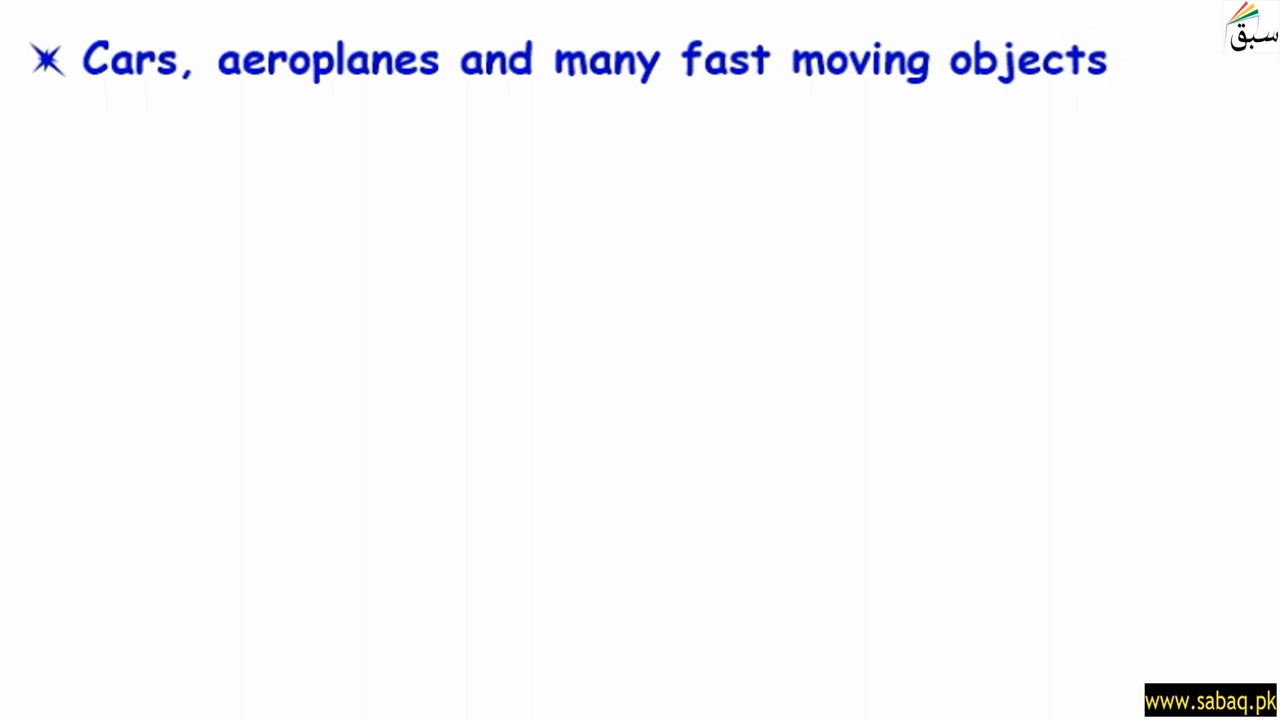 Cars, aeroplanes and many fast moving objects
سبق
www.sabaq.pk